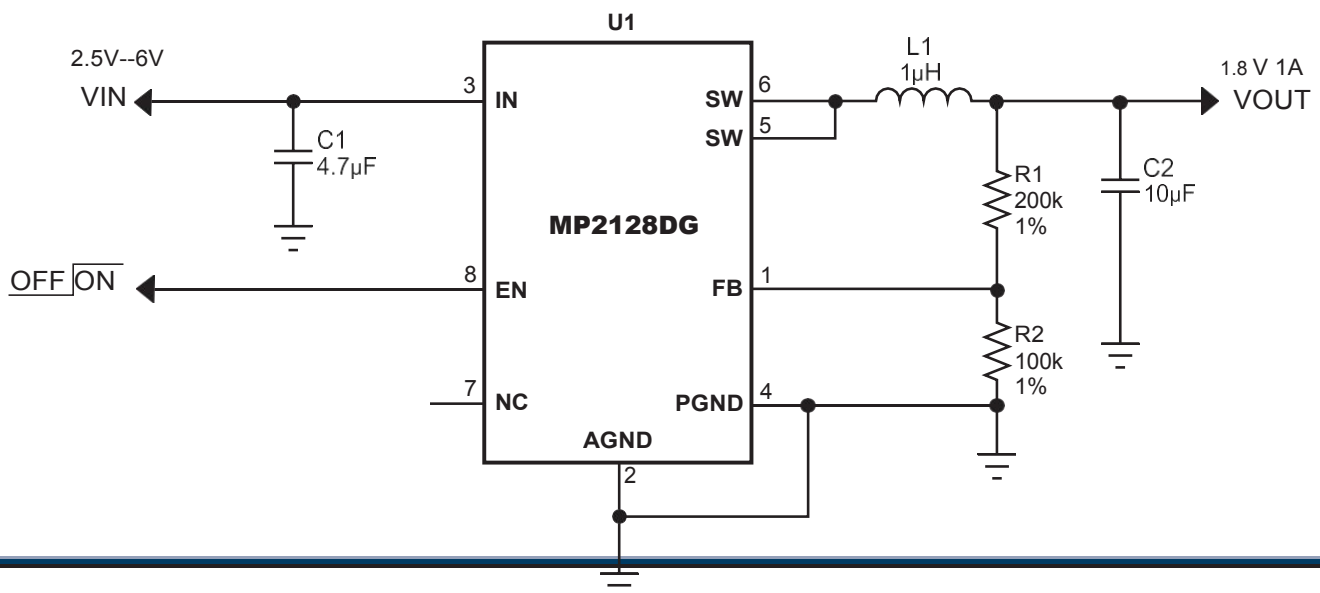 U1
2.5V--6V
VIN
C1
4.7µF
OFF ON
3
IN
8
EN
7
NC
MP2128DG
AGND
2
SW
6
SW
5
FB
1
PGND
4
L1
1µH
R1
200k
1%
R2
100k
1%
C2
10µF
1.8 V 1A
VOUT